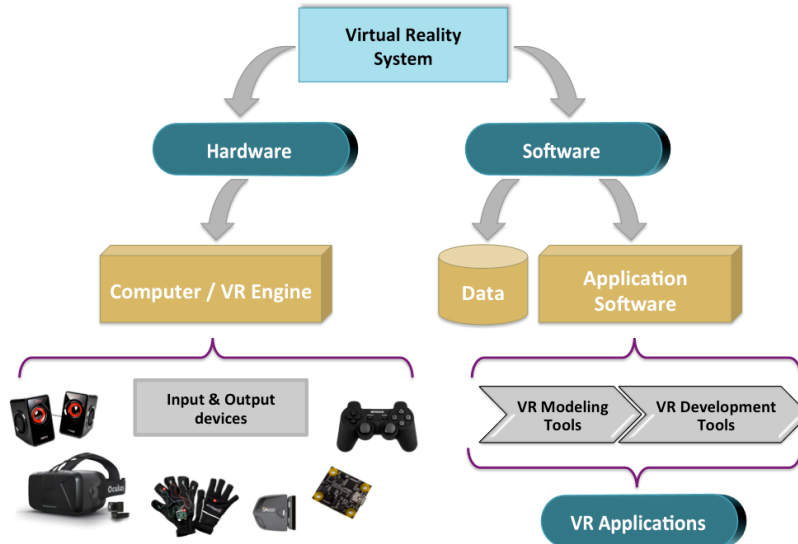 Virtual Reality
System
Hardware
Software
Computer / VR Engine
Data
Application
Software
Input & Output
devices
VR Modeling
Tools
VR Development
Tools
Oculus
VR Applications